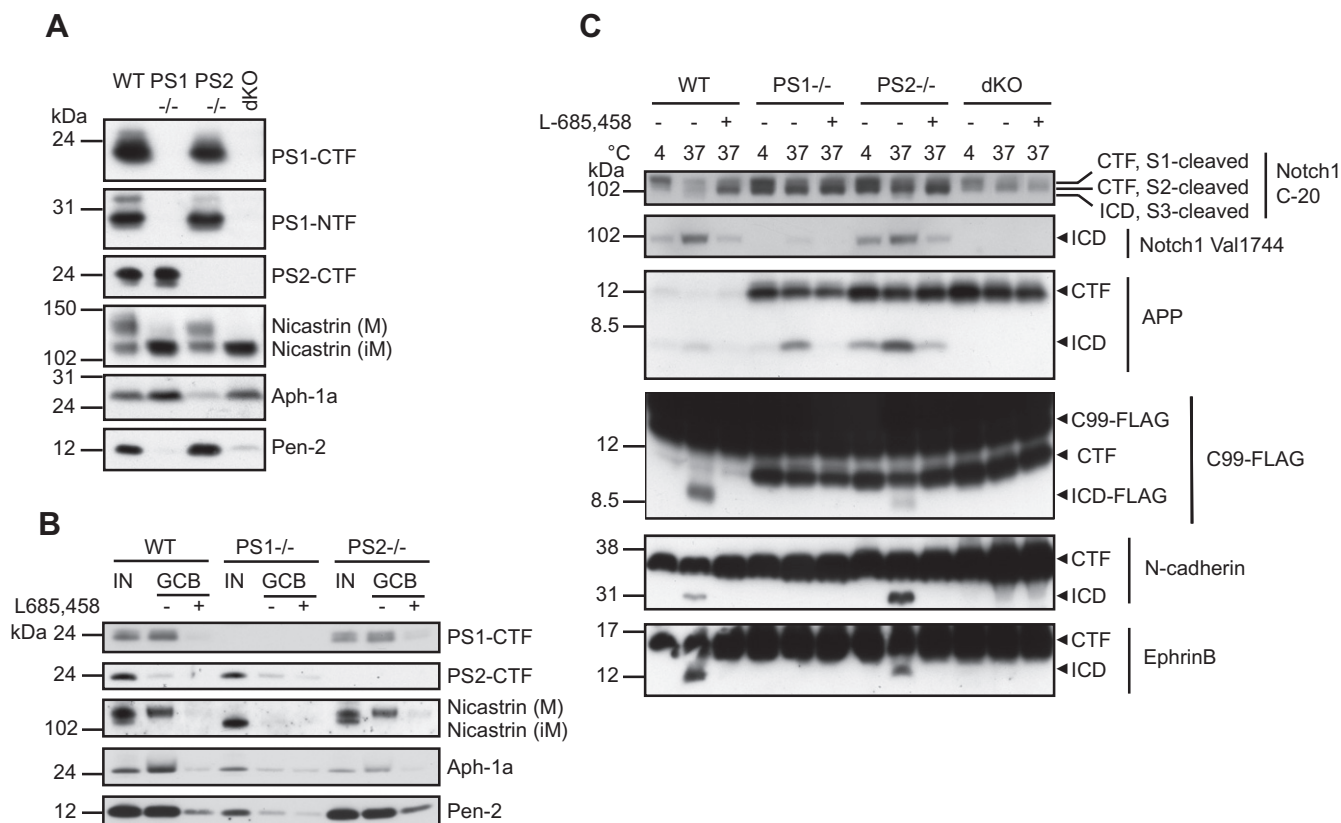 A
WT PS1 -/- PS2 -/- dKO
kDa
24 PS1-CTF
31 PS1-NTF
24 PS2-CTF
150 Nicastrin (M)
102 Nicastrin (iM)
31
24 Aph-1a
12 Pen-2
B
WT PS1-/- PS2-/-
IN GCB IN GCB IN GCB
L685,458 - + - + - +
kDa 24 PS1-CTF
24 PS2-CTF
Nicastrin (M)
102 Nicastrin (iM)
24 Aph-1a
12 Pen-2
C
WT PS1-/- PS2-/- dKO
L-685,458 - - + - - + - - + - - +
°C 4 37 37 4 37 37 4 37 37 4 37 37
kDa
102
CTF, S1-cleaved
CTF, S2-cleaved
ICD, S3-cleaved
Notch1
C-20
102 ICD Notch1 Val1744
12 CTF
8.5
ICD
APP
C99-FLAG
12 CTF
8.5 ICD-FLAG
C99-FLAG
38 CTF
31 ICD
N-cadherin
17 CTF
12 ICD
EphrinB